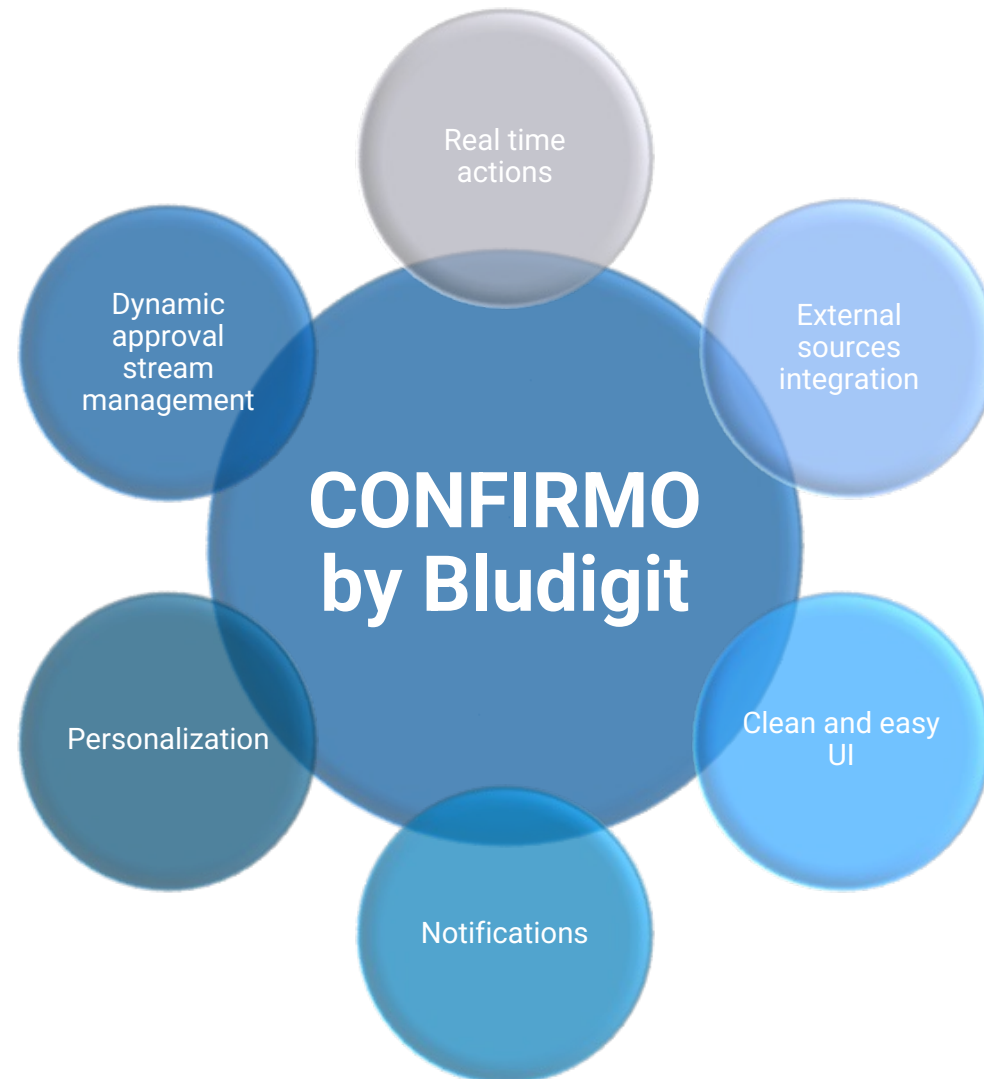 Real time
actions
External
sources
integration
Clean and easy
UI
Notifications
Personalization
Dynamic
approval
stream
management
CONFIRMO
by Bludigit